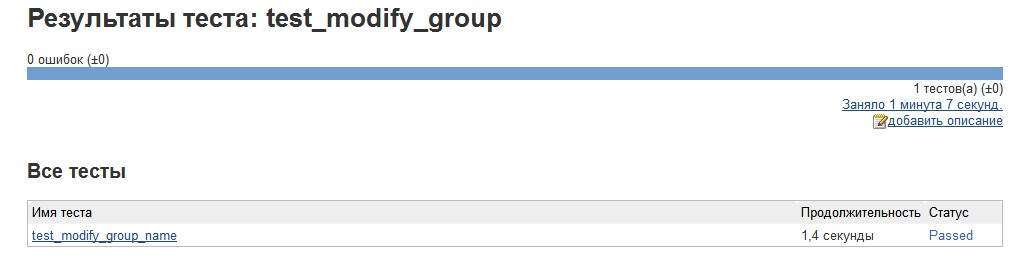 Результаты теста: test_modify_group
0 ошибок (±0)
1 тестов(а) (±0)
Заняло 1 минута 7 секунд.
добавить описание
Все тесты
Имя теста Продолжительность Статус
test_modify_group_name 1,4 секунды Passed